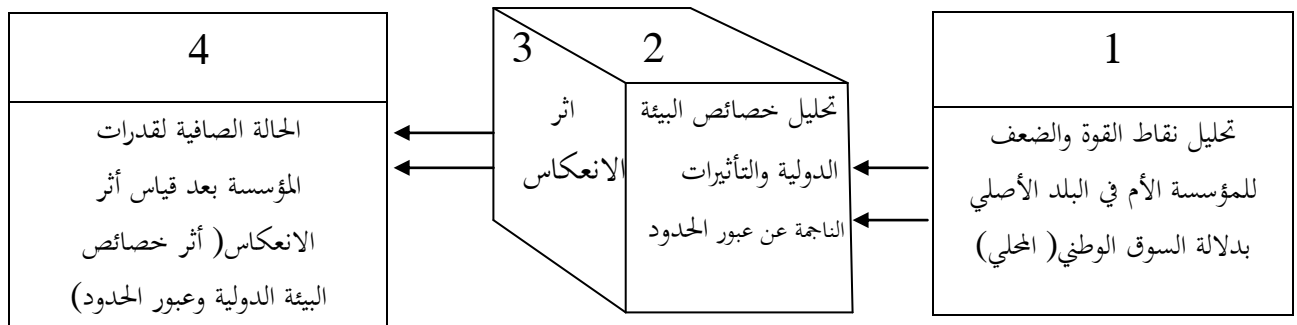 1
تحليل نقاط القوة والضعف
للمؤسسة الأم في البلد الأصلي
بدلالة السوق الوطني( المحلي)
2
تحليل خصائص البيئة
الدولية والتأثيرات
الناجمة عن عبور الحدود
3
اثر
الانعكاس
4
الحالة الصافية لقدرات
المؤسسة بعد قياس أثر
الانعكاس( أثر خصائص
البيئة الدولية وعبور الحدود)